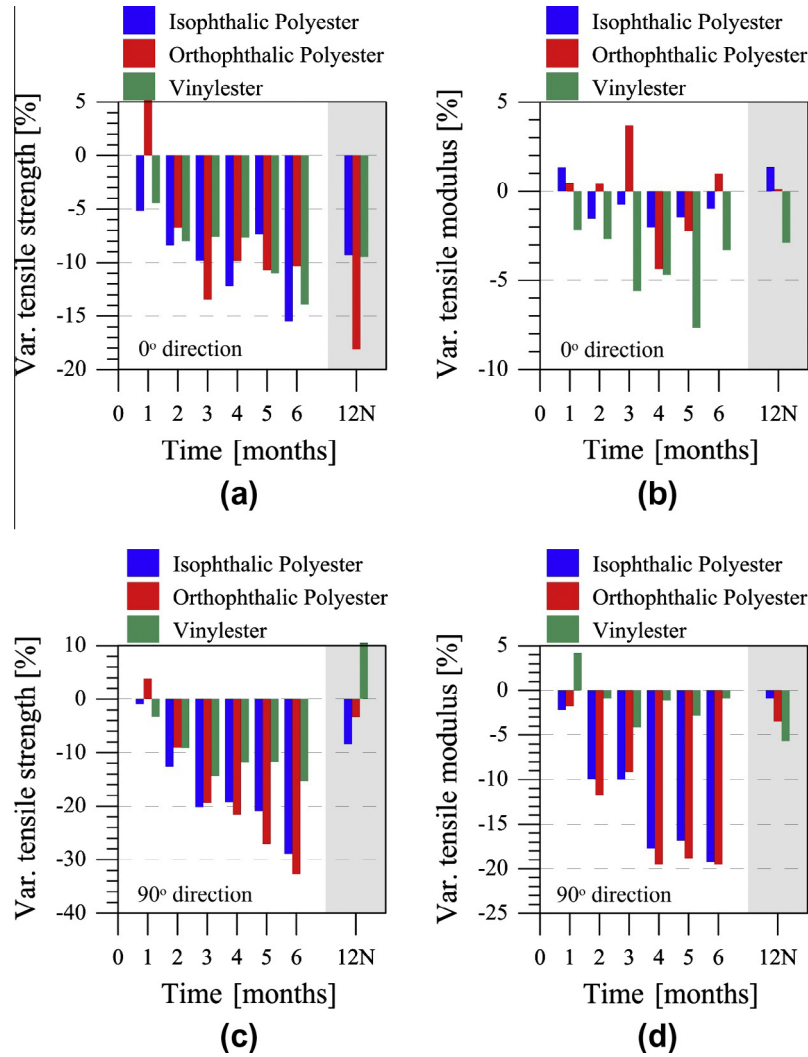 Isophthalic Polyester
Orthophthalic Polyester
Vinylester
Var. tensile strength [%]
5
0
-5
-10
-15
-20
0º direction
0 1 2 3 4 5 6 12N
Time [months]
(a)
Isophthalic Polyester
Orthophthalic Polyester
Vinylester
Var. tensile modulus [%]
5
0
-5
-10
0º direction
0 1 2 3 4 5 6 12N
Time [months]
(b)
Isophthalic Polyester
Orthophthalic Polyester
Vinylester
Var. tensile strength [%]
10
0
-10
-20
-30
-40
90º direction
0 1 2 3 4 5 6 12N
Time [months]
(c)
Isophthalic Polyester
Orthophthalic Polyester
Vinylester
Var. tensile modulus [%]
5
0
-5
-10
-15
-20
-25
90º direction
0 1 2 3 4 5 6 12N
Time [months]
(d)